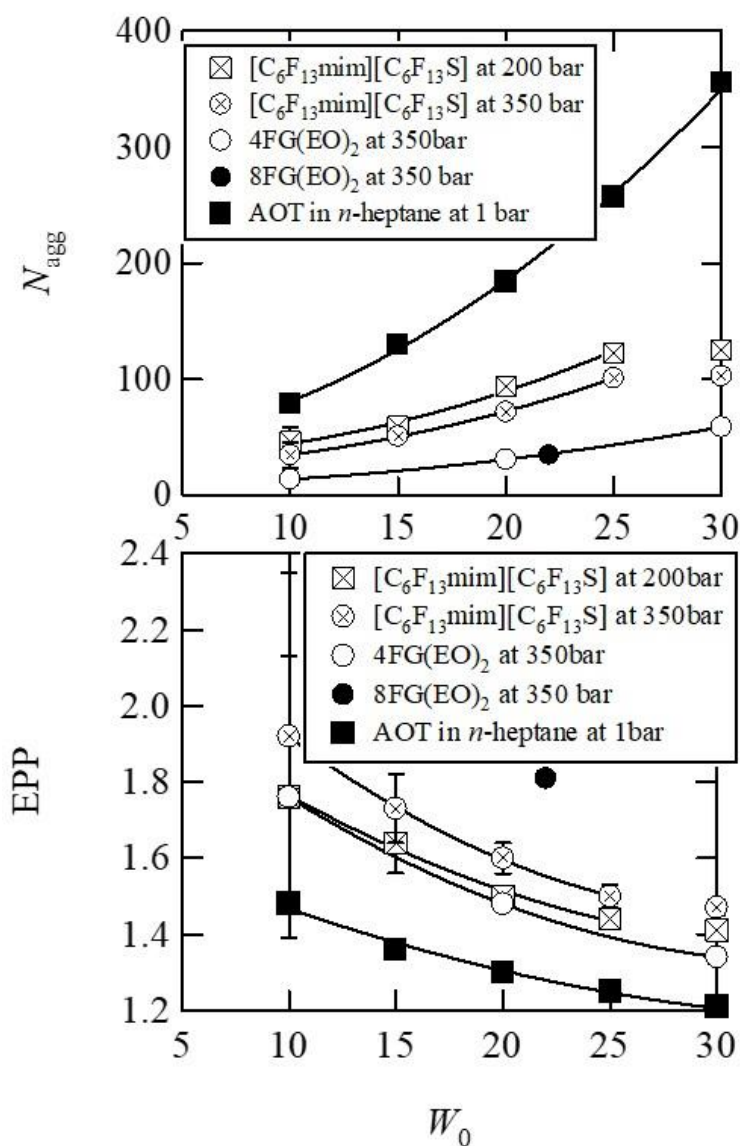 400
300
200
100
0
N_agg
[C₆F₁₃mim][C₆F₁₃S] at 200 bar
[C₆F₁₃mim][C₆F₁₃S] at 350 bar
4FG(EO)₂ at 350bar
8FG(EO)₂ at 350 bar
AOT in n-heptane at 1 bar
5 10 15 20 25 30
2.4
2.2
2.0
1.8
1.6
1.4
1.2
EPP
[C₆F₁₃mim][C₆F₁₃S] at 200bar
[C₆F₁₃mim][C₆F₁₃S] at 350bar
4FG(EO)₂ at 350bar
8FG(EO)₂ at 350 bar
AOT in n-heptane at 1bar
5 10 15 20 25 30
W₀